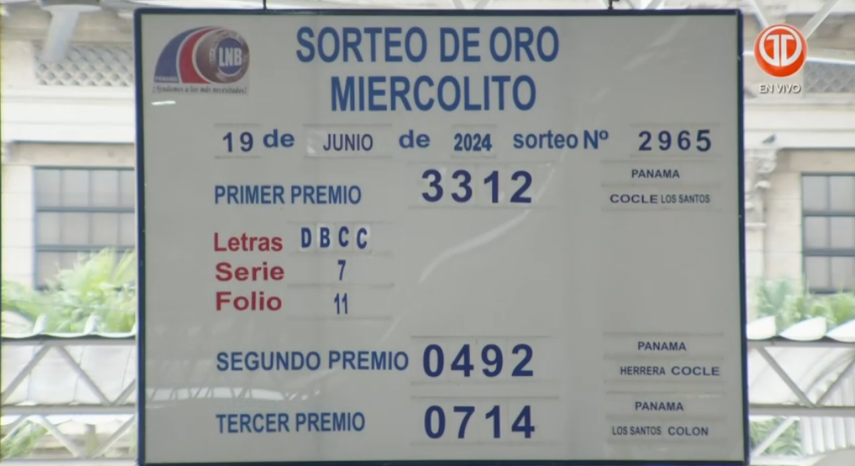 LNB
¡Ayudamos a los más necesitados!
SORTEO DE ORO
MIERCOLITO
EN VIVO
19 de JUNIO de 2024 sorteo Nº 2965
PRIMER PREMIO 3312 PANAMA
COCLE LOS SANTOS
Letras DBCC
Serie 7
Folio 11
SEGUNDO PREMIO 0492 PANAMA
HERRERA COCLE
TERCER PREMIO 0714 PANAMA
LOS SANTOS COLON